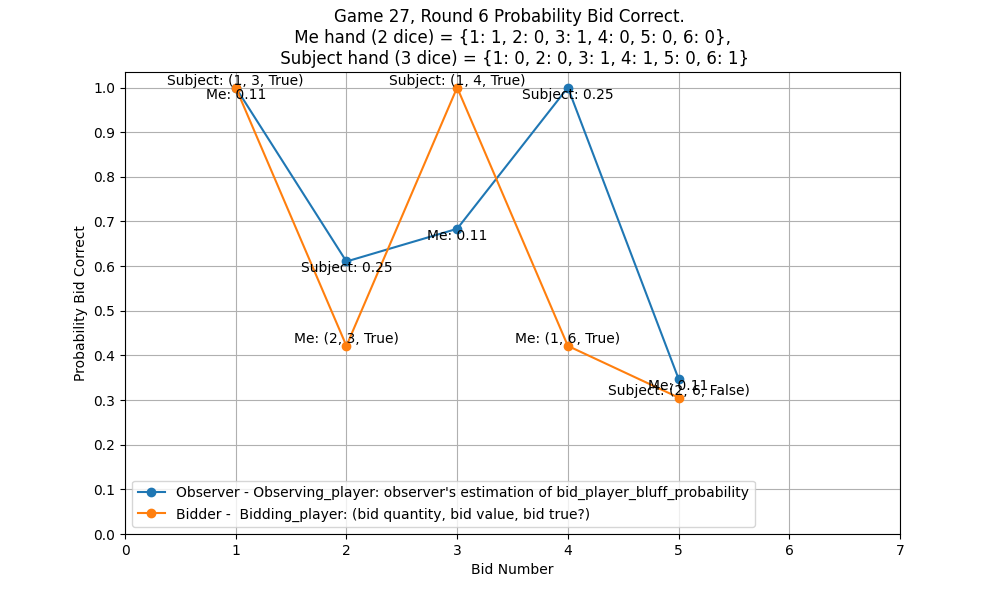 Game 27, Round 6 Probability Bid Correct.
Me hand (2 dice) = {1: 1, 2: 0, 3: 1, 4: 0, 5: 0, 6: 0},
Subject hand (3 dice) = {1: 0, 2: 0, 3: 1, 4: 1, 5: 0, 6: 1}
Subject: (1, 3, True)
Me: 0.11
Subject: (1, 4, True)
Subject: 0.25
Me: 0.11
Subject: 0.25
Me: (2, 3, True)
Me: (1, 6, True)
Me: 0.11
Subject: (2, 6, False)
Observer - Observing_player: observer's estimation of bid_player_bluff_probability
Bidder -  Bidding_player: (bid quantity, bid value, bid true?)
Probability Bid Correct
1.0
0.9
0.8
0.7
0.6
0.5
0.4
0.3
0.2
0.1
0.0
0 1 2 3 4 5 6 7
Bid Number